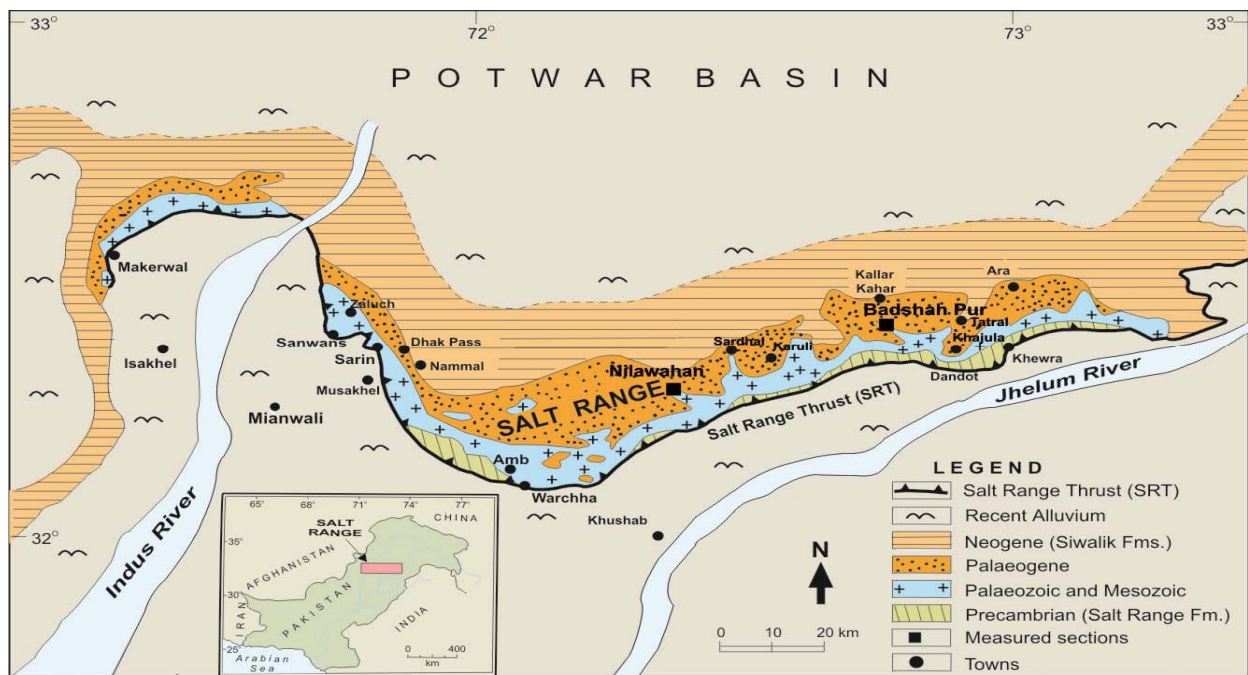 33°
72°
73°
33°
POTWAR BASIN
Makerwal
Isakhel
Zaluch
Sanwans
Sarin
Dhak Pass
Nammal
Musakhel
Mianwali
Kallar
Kahar
Ara
Badshah Pur
Tatral
Khajula
Sardhai
Karuli
Nilawahan
Khewra
Dandot
SALT RANGE
Salt Range Thrust (SRT)
Jhelum River
Amb
Warchha
Khushab
Indus River
32°
65°
71°
74°
77°
SALT
RANGE
CHINA
35°
AFGHANISTAN
30°
IRAN
PAKISTAN
INDIA
25°
Arabian
Sea
0
400
km
N
0
10
20 km
LEGEND
Salt Range Thrust (SRT)
Recent Alluvium
Neogene (Siwalik Fms.)
Palaeogene
Palaeozoic and Mesozoic
Precambrian (Salt Range Fm.)
Measured sections
Towns